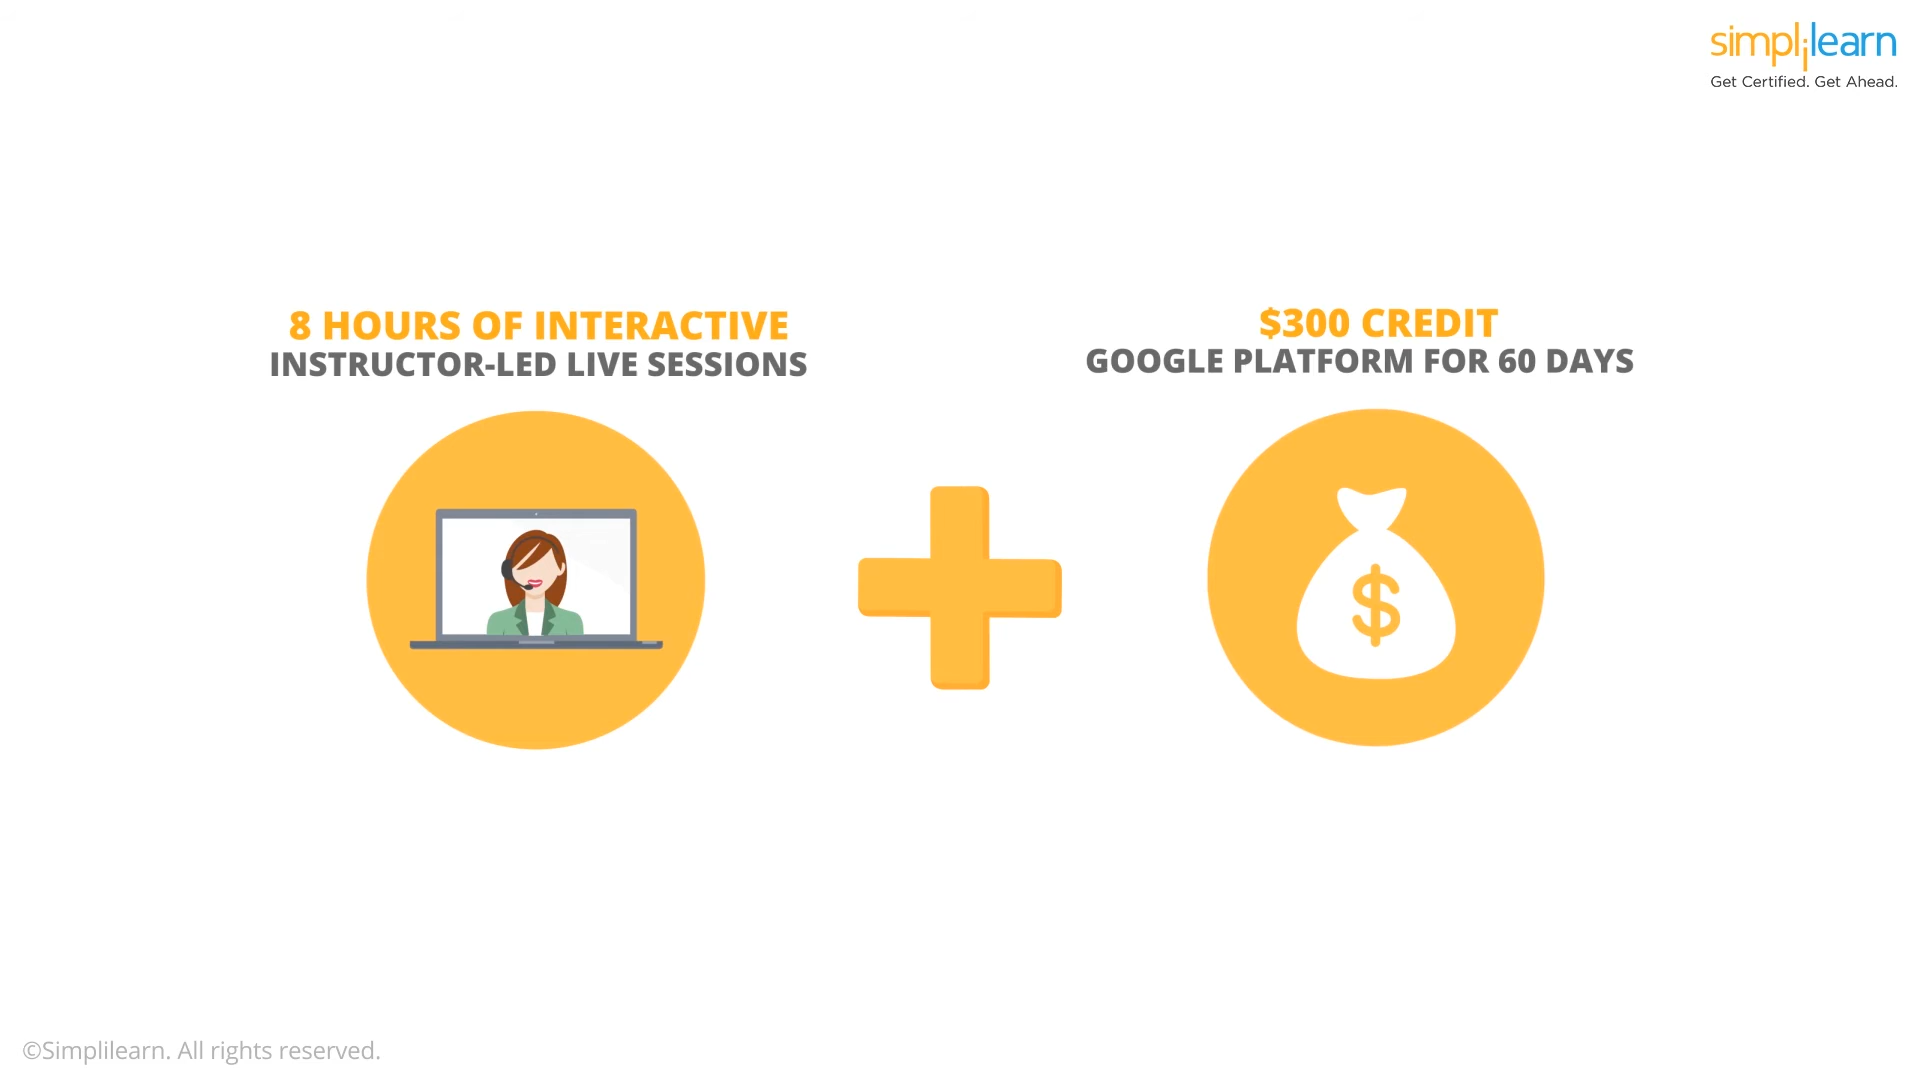 simplilearn
Get Certified. Get Ahead.
8 HOURS OF INTERACTIVE
INSTRUCTOR-LED LIVE SESSIONS
$300 CREDIT
GOOGLE PLATFORM FOR 60 DAYS
$
©Simplilearn. All rights reserved.